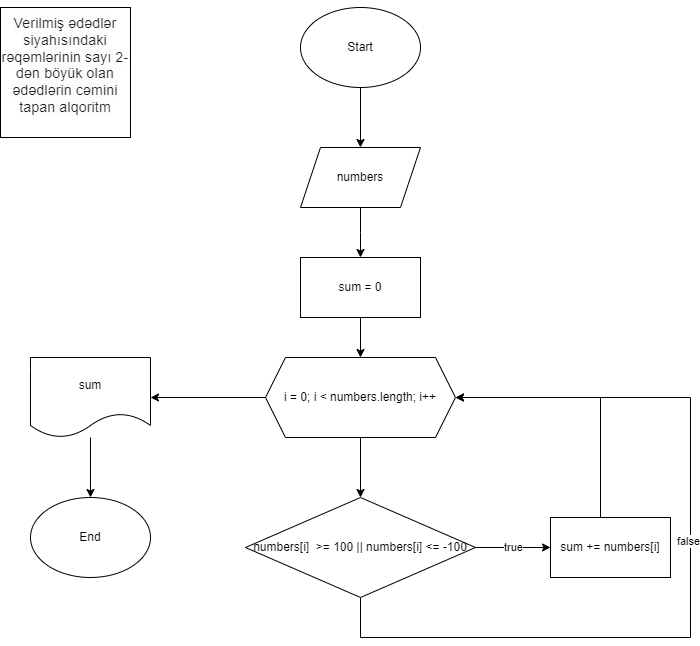 Verilmiş ədədlər
siyahısındaki
rəqəmlərinin sayı 2-
dən böyük olan
ədədlərin cəmini
tapan alqoritm
Start
numbers
sum = 0
i = 0; i < numbers.length; i++
sum
End
numbers[i]  >= 100 || numbers[i] <= -100
true
sum += numbers[i]
false